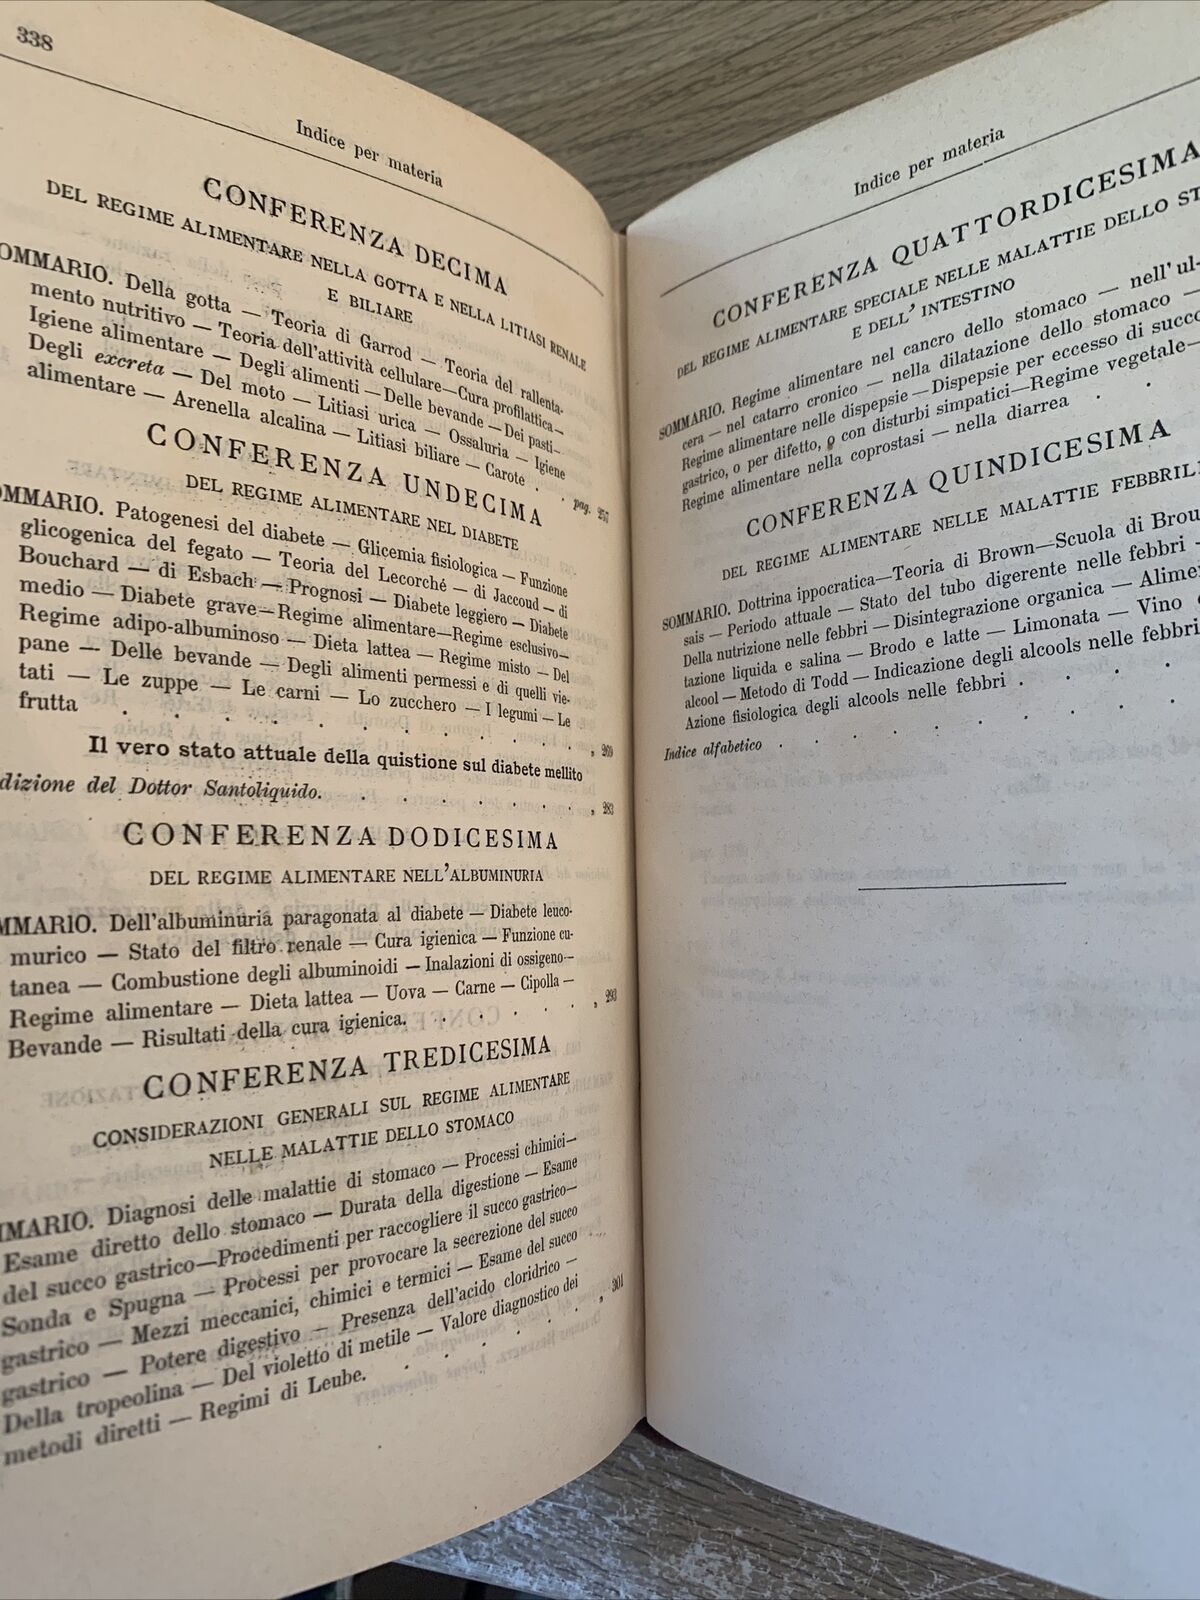 338
Indice per materia
CONFERENZA DECIMA
DEL REGIME ALIMENTARE NELLA GOTTA E NELLA LITIASI RENALE
E BILIARE
OMMARIO. Della gotta — Teoria di Garrod — Teoria del rallenta-
mento nutritivo — Teoria dell'attività cellulare—Cura profilattica—
Igiene alimentare — Degli alimenti — Delle bevande — Dei pasti—
Degli excreta — Del moto — Litiasi urica — Ossaluria — Igiene
alimentare — Arenella alcalina — Litiasi biliare — Carote . . pag. 257
CONFERENZA UNDECIMA
DEL REGIME ALIMENTARE NEL DIABETE
OMMARIO. Patogenesi del diabete — Glicemia fisiologica — Funzione
glicogenica del fegato — Teoria del Lecorché — di Jaccoud — di
Bouchard — di Esbach — Prognosi — Diabete leggiero — Diabete
medio — Diabete grave—Regime alimentare—Regime esclusivo—
Regime adipo-albuminoso — Dieta lattea — Regime misto — Del
pane — Delle bevande — Degli alimenti permessi e di quelli vie-
tati — Le zuppe — Le carni — Lo zucchero — I legumi — Le
frutta . . . . . . . . . . . , 269
Il vero stato attuale della quistione sul diabete mellito
dizione del Dottor Santoliquido. . . . . . . . , 283
CONFERENZA DODICESIMA
DEL REGIME ALIMENTARE NELL'ALBUMINURIA
MMARIO. Dell'albuminuria paragonata al diabete — Diabete leuco-
murico — Stato del filtro renale — Cura igienica — Funzione cu-
tanea — Combustione degli albuminoidi — Inalazioni di ossigeno—
Regime alimentare — Dieta lattea — Uova — Carne — Cipolla —
Bevande — Risultati della cura igienica. . . . . . , 293
CONFERENZA TREDICESIMA
CONSIDERAZIONI GENERALI SUL REGIME ALIMENTARE
NELLE MALATTIE DELLO STOMACO
MARIO. Diagnosi delle malattie di stomaco — Processi chimici—
Esame diretto dello stomaco — Durata della digestione — Esame
del succo gastrico—Procedimenti per raccogliere il succo gastrico—
Sonda e Spugna — Processi per provocare la secrezione del succo
gastrico — Mezzi meccanici, chimici e termici — Esame del succo
gastrico — Potere digestivo — Presenza dell'acido cloridrico —
Della tropeolina — Del violetto di metile — Valore diagnostico dei
metodi diretti — Regimi di Leube. . . . . . , 301
Indice per materia
CONFERENZA QUATTORDICESIMA
DEL REGIME ALIMENTARE SPECIALE NELLE MALATTIE DELLO ST
E DELL' INTESTINO
SOMMARIO. Regime alimentare nel cancro dello stomaco — nell' ul-
cera — nel catarro cronico — nella dilatazione dello stomaco —
Regime alimentare nelle dispepsie — Dispepsie per eccesso di succo
gastrico, o per difetto, o con disturbi simpatici—Regime vegetale—
Regime alimentare nella coprostasi — nella diarrea . .
CONFERENZA QUINDICESIMA
DEL REGIME ALIMENTARE NELLE MALATTIE FEBBRILI
SOMMARIO. Dottrina ippocratica—Teoria di Brown—Scuola di Brous-
sais — Periodo attuale — Stato del tubo digerente nelle febbri —
Della nutrizione nelle febbri — Disintegrazione organica — Alimen-
tazione liquida e salina — Brodo e latte — Limonata — Vino e
alcool — Metodo di Todd — Indicazione degli alcools nelle febbri
Azione fisiologica degli alcools nelle febbri . . . .
Indice alfabetico . . . . . . . .